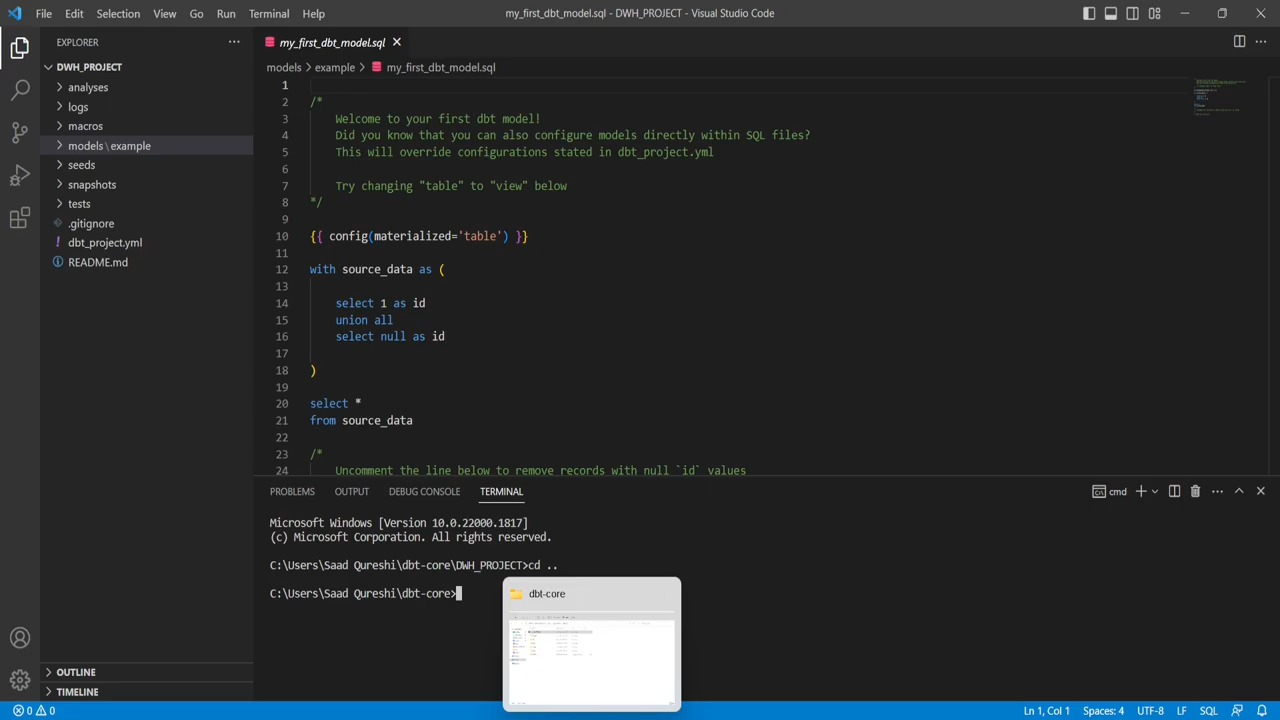 File Edit Selection View Go Run Terminal Help
my_first_dbt_model.sql - DWH_PROJECT - Visual Studio Code
EXPLORER
DWH_PROJECT
analyses
logs
macros
models\example
seeds
snapshots
tests
.gitignore
dbt_project.yml
README.md
OUTLI
TIMELINE
my_first_dbt_model.sql
models > example > my_first_dbt_model.sql
1
2 /*
3 Welcome to your first dbt model!
4 Did you know that you can also configure models directly within SQL files?
5 This will override configurations stated in dbt_project.yml
6
7 Try changing "table" to "view" below
8 */
9
10 {{ config(materialized='table') }}
11
12 with source_data as (
13
14 select 1 as id
15 union all
16 select null as id
17
18 )
19
20 select *
21 from source_data
22
23 /*
24 Uncomment the line below to remove records with null `id` values
PROBLEMS OUTPUT DEBUG CONSOLE TERMINAL
cmd
Microsoft Windows [Version 10.0.22000.1817]
(c) Microsoft Corporation. All rights reserved.
C:\Users\Saad Qureshi\dbt-core\DWH_PROJECT>cd ..
C:\Users\Saad Qureshi\dbt-core>
dbt-core
0 0
Ln 1, Col 1 Spaces: 4 UTF-8 LF SQL